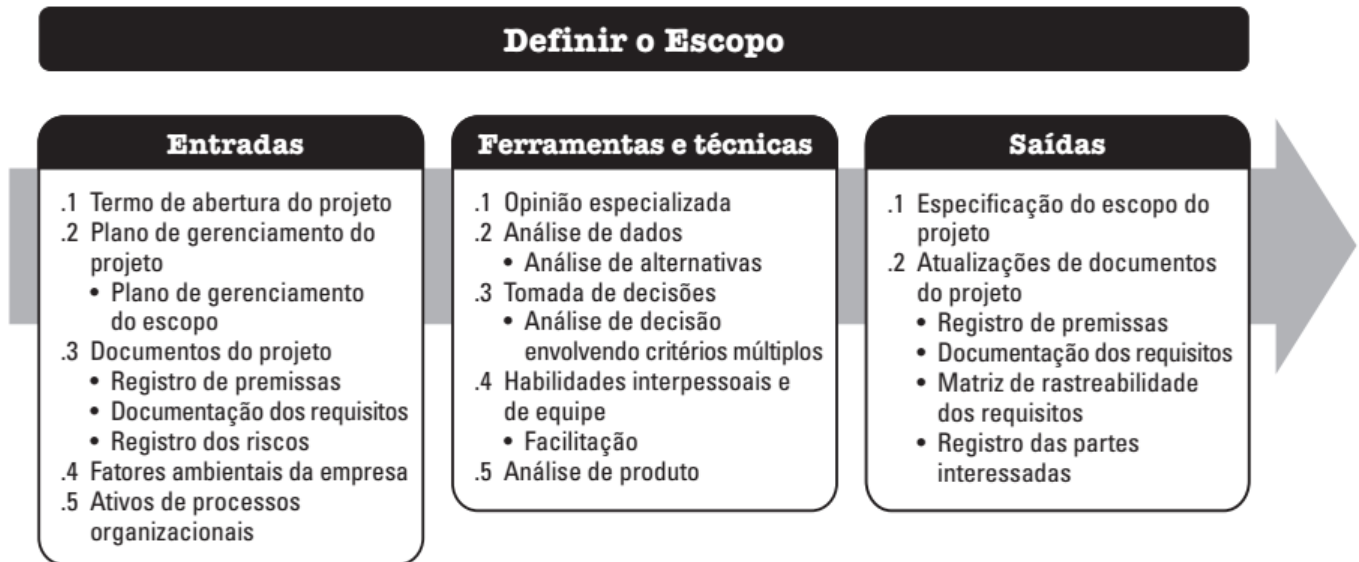 Definir o Escopo
Entradas
.1 Termo de abertura do projeto
.2 Plano de gerenciamento do
projeto
• Plano de gerenciamento
do escopo
.3 Documentos do projeto
• Registro de premissas
• Documentação dos requisitos
• Registro dos riscos
.4 Fatores ambientais da empresa
.5 Ativos de processos
organizacionais
Ferramentas e técnicas
.1 Opinião especializada
.2 Análise de dados
• Análise de alternativas
.3 Tomada de decisões
• Análise de decisão
envolvendo critérios múltiplos
.4 Habilidades interpessoais e
de equipe
• Facilitação
.5 Análise de produto
Saídas
.1 Especificação do escopo do
projeto
.2 Atualizações de documentos
do projeto
• Registro de premissas
• Documentação dos requisitos
• Matriz de rastreabilidade
dos requisitos
• Registro das partes
interessadas